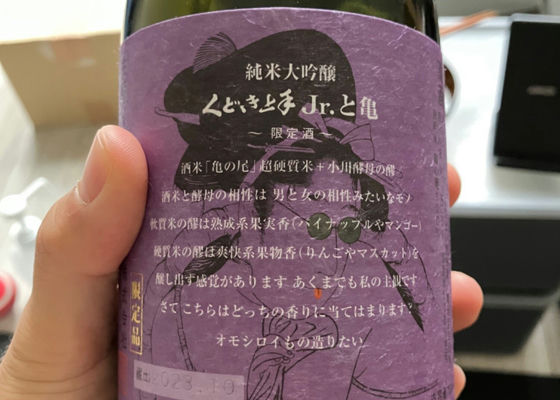 純米大吟醸
くどき上手 Jr.と亀
〜 限定酒 〜
酒米「亀の尾」超硬質米+小川酵母の醸
酒米と酵母の相性は 男と女の相性みたいなモノ
軟質米の醸は熟成系果実香(パイナップルやマンゴー)
硬質米の醸は爽快系果物香(りんごやマスカット)を
醸し出す感覚があります あくまでも私の主観です
さてこちらはどっちの香りに当てはまります?
オモシロイもの造りたい
限定品
023.10